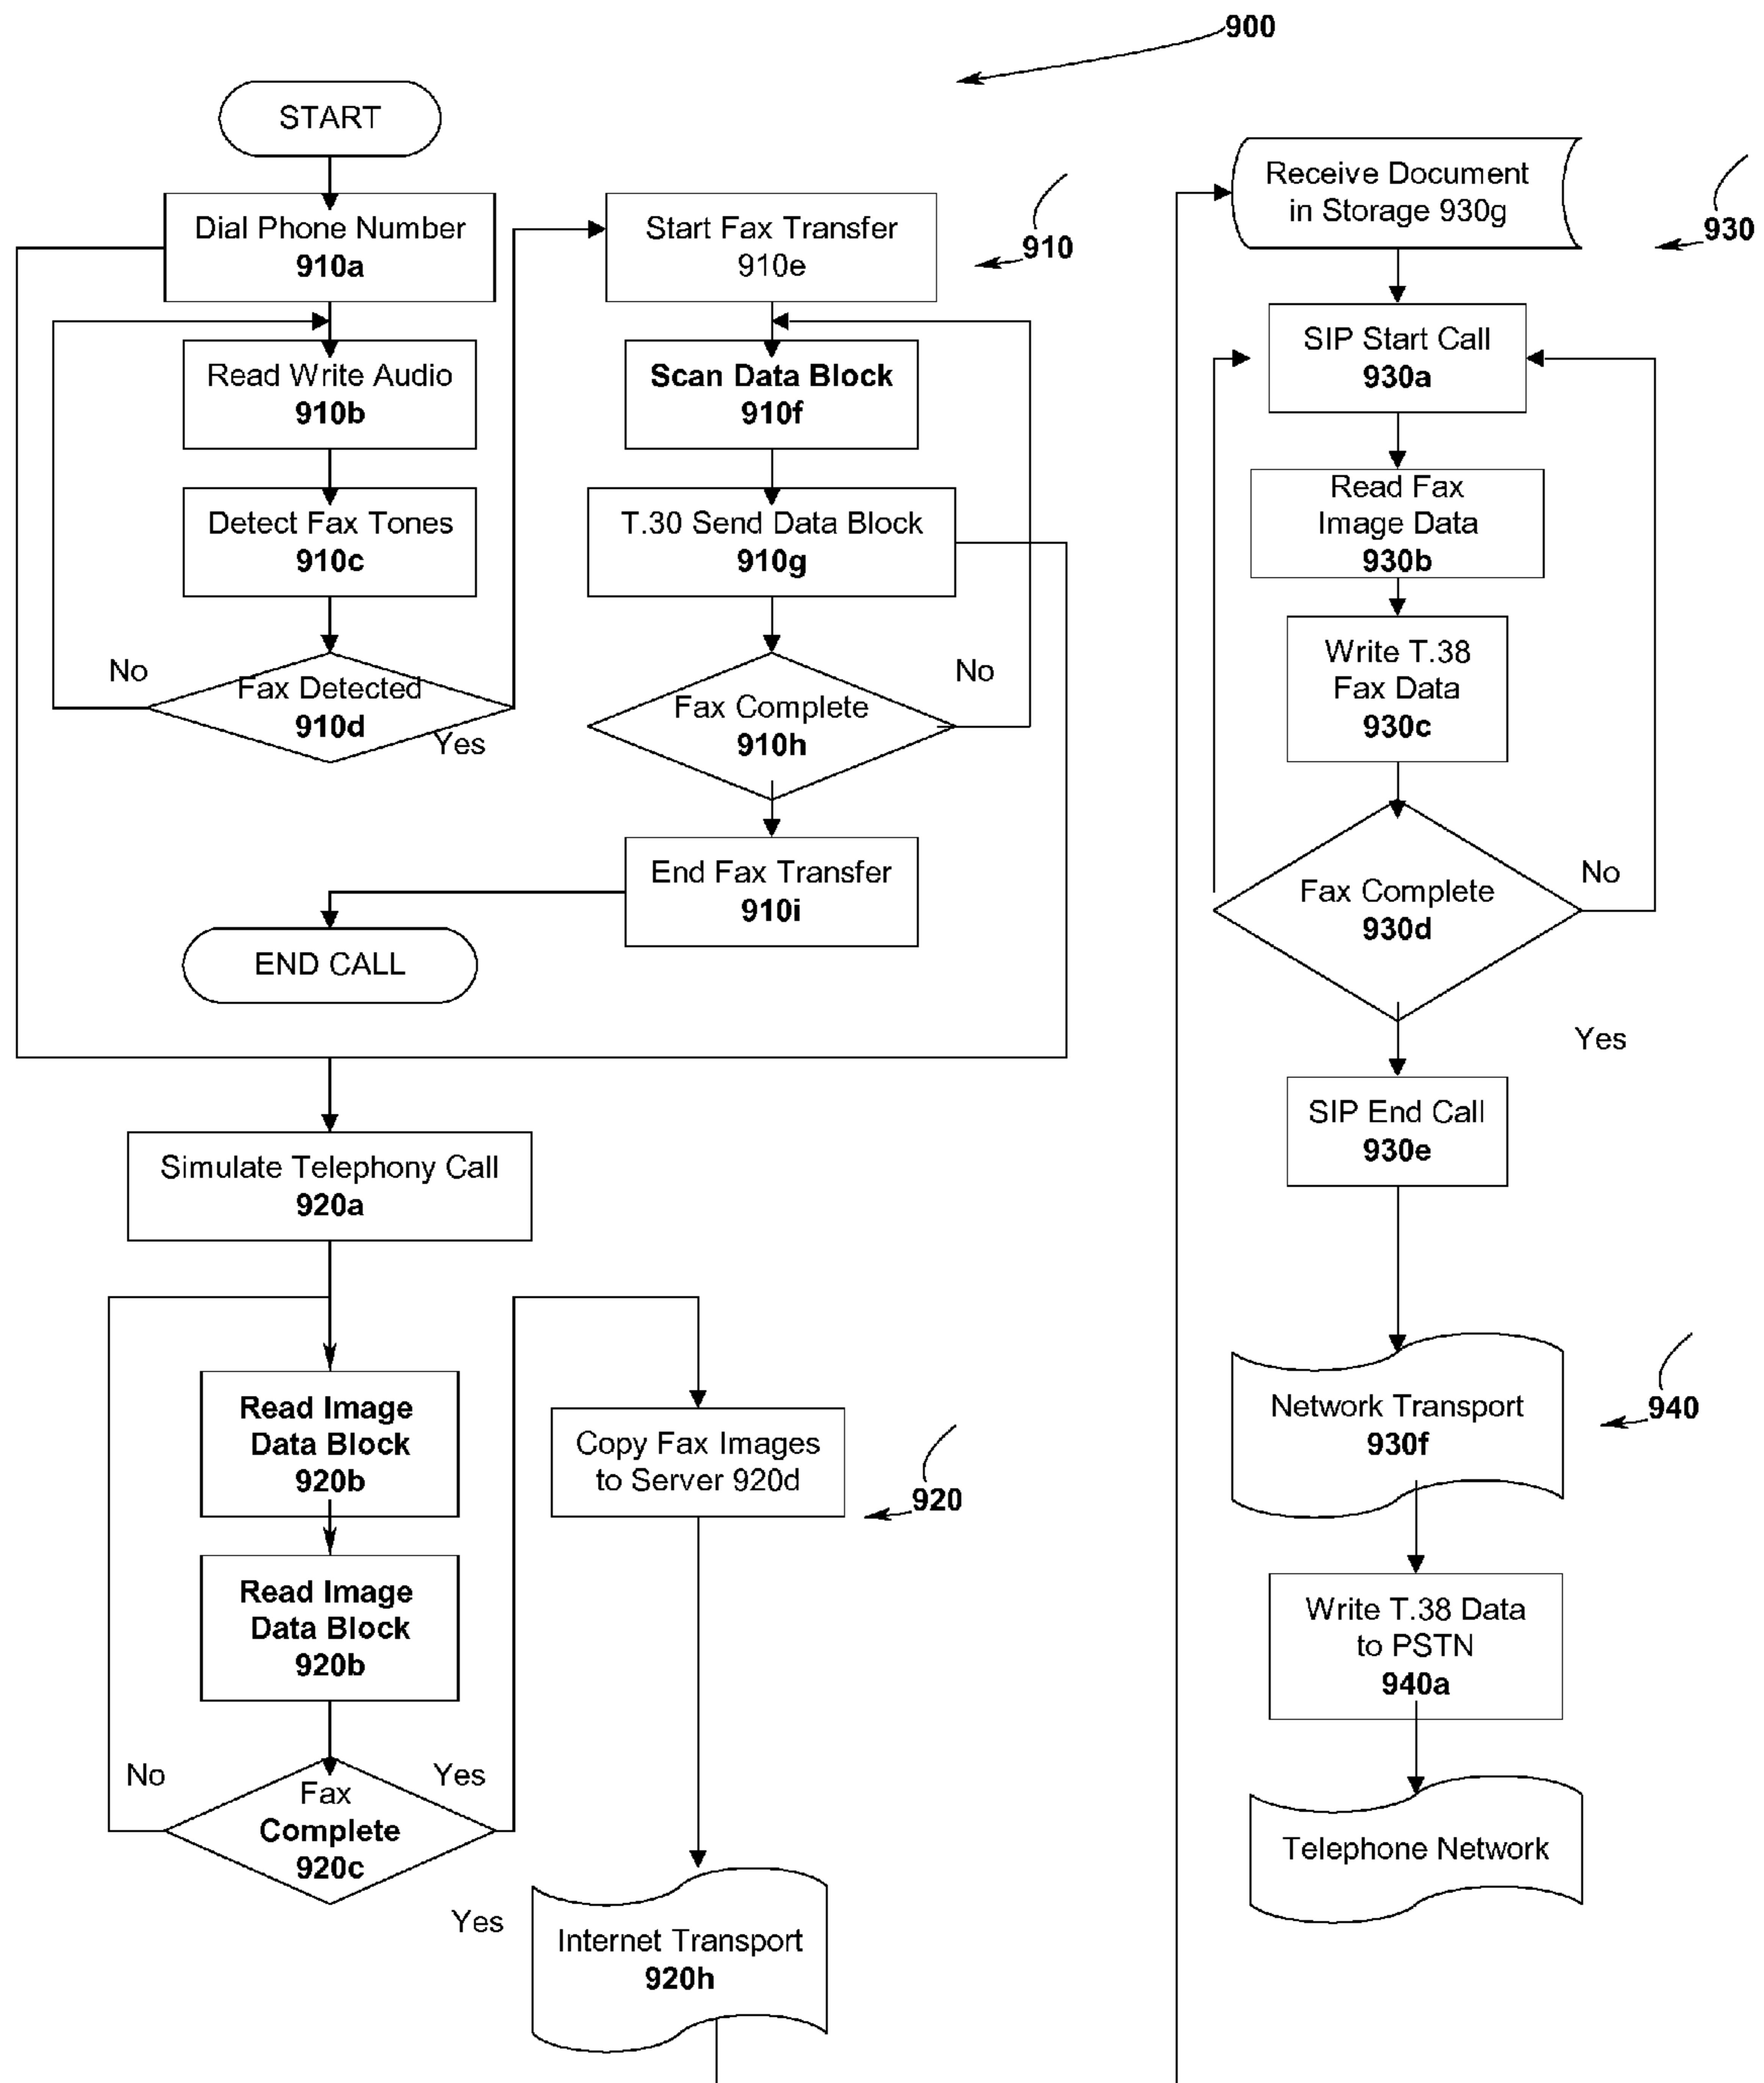 900
START
Dial Phone Number
910a
Read Write Audio
910b
Detect Fax Tones
910c
No
Fax Detected
910d
Yes
Start Fax Transfer
910e
910
Scan Data Block
910f
T.30 Send Data Block
910g
No
Fax Complete
910h
End Fax Transfer
910i
END CALL
Simulate Telephony Call
920a
Read Image
Data Block
920b
Read Image
Data Block
920b
No
Yes
Fax
Complete
920c
Yes
Copy Fax Images
to Server 920d
920
Internet Transport
920h
Receive Document
in Storage 930g
930
SIP Start Call
930a
Read Fax
Image Data
930b
Write T.38
Fax Data
930c
No
Fax Complete
930d
Yes
SIP End Call
930e
Network Transport
930f
940
Write T.38 Data
to PSTN
940a
Telephone Network